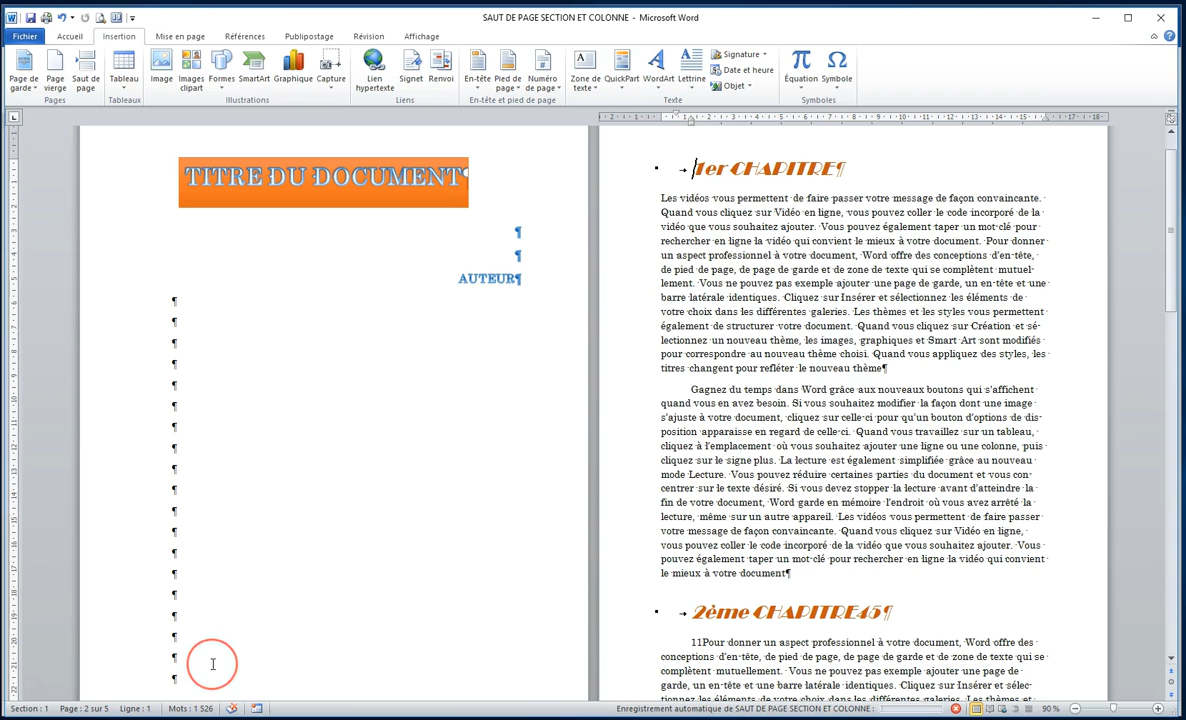 SAUT DE PAGE SECTION ET COLONNE - Microsoft Word
Fichier Accueil Insertion Mise en page Références Publipostage Révision Affichage
Page de garde Page vierge Saut de page Tableau Image Images clipart Formes SmartArt Graphique Capture Lien hypertexte Signet Renvoi En-tête Pied de page Numéro de page Zone de texte QuickPart WordArt Lettrine Signature Date et heure Objet Équation Symbole
Pages Tableaux Illustrations Liens En-tête et pied de page Texte Symboles
TITRE DU DOCUMENT¶
¶
¶
AUTEUR¶
1er CHAPITRE¶
Les vidéos vous permettent de faire passer votre message de façon convaincante.
Quand vous cliquez sur Vidéo en ligne, vous pouvez coller le code incorporé de la
vidéo que vous souhaitez ajouter. Vous pouvez également taper un mot-clé pour
rechercher en ligne la vidéo qui convient le mieux à votre document. Pour donner
un aspect professionnel à votre document, Word offre des conceptions d'en-tête,
de pied de page, de page de garde et de zone de texte qui se complètent mutuel-
lement. Vous ne pouvez pas exemple ajouter une page de garde, un en-tête et une
barre latérale identiques. Cliquez sur Insérer et sélectionnez les éléments de
votre choix dans les différentes galeries. Les thèmes et les styles vous permettent
également de structurer votre document. Quand vous cliquez sur Création et sé-
lectionnez un nouveau thème, les images, graphiques et Smart Art sont modifiés
pour correspondre au nouveau thème choisi. Quand vous appliquez des styles, les
titres changent pour refléter le nouveau thème¶
Gagnez du temps dans Word grâce aux nouveaux boutons qui s'affichent
quand vous en avez besoin. Si vous souhaitez modifier la façon dont une image
s'ajuste à votre document, cliquez sur celle-ci pour qu'un bouton d'options de dis-
position apparaisse en regard de celle-ci. Quand vous travaillez sur un tableau,
cliquez à l'emplacement où vous souhaitez ajouter une ligne ou une colonne, puis
cliquez sur le signe plus. La lecture est également simplifiée grâce au nouveau
mode Lecture. Vous pouvez réduire certaines parties du document et vous con-
centrer sur le texte désiré. Si vous devez stopper la lecture avant d'atteindre la
fin de votre document, Word garde en mémoire l'endroit où vous avez arrêté la
lecture, même sur un autre appareil. Les vidéos vous permettent de faire passer
votre message de façon convaincante. Quand vous cliquez sur Vidéo en ligne,
vous pouvez coller le code incorporé de la vidéo que vous souhaitez ajouter. Vous
pouvez également taper un mot-clé pour rechercher en ligne la vidéo qui convient
le mieux à votre document¶
2ème CHAPITRE45¶
11Pour donner un aspect professionnel à votre document, Word offre des
conceptions d'en-tête, de pied de page, de page de garde et de zone de texte qui se
complètent mutuellement. Vous ne pouvez pas exemple ajouter une page de
garde, un en-tête et une barre latérale identiques. Cliquez sur Insérer et sélec-
tionnez les éléments de votre choix dans les différentes galeries. Les thèmes et les
Section : 1 Page : 2 sur 5 Ligne : 1 Mots : 1 526 Enregistrement automatique de SAUT DE PAGE SECTION ET COLONNE : 90 %